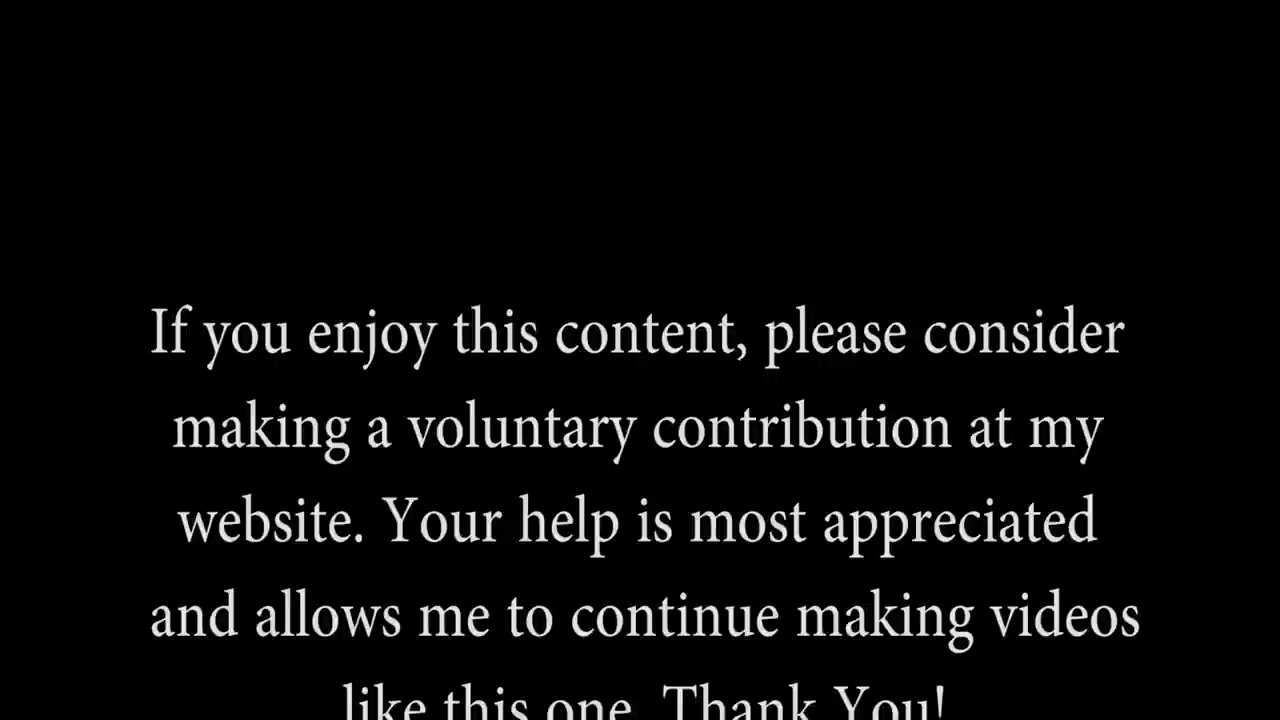 If you enjoy this content, please consider
making a voluntary contribution at my
website. Your help is most appreciated
and allows me to continue making videos
like this one. Thank You!